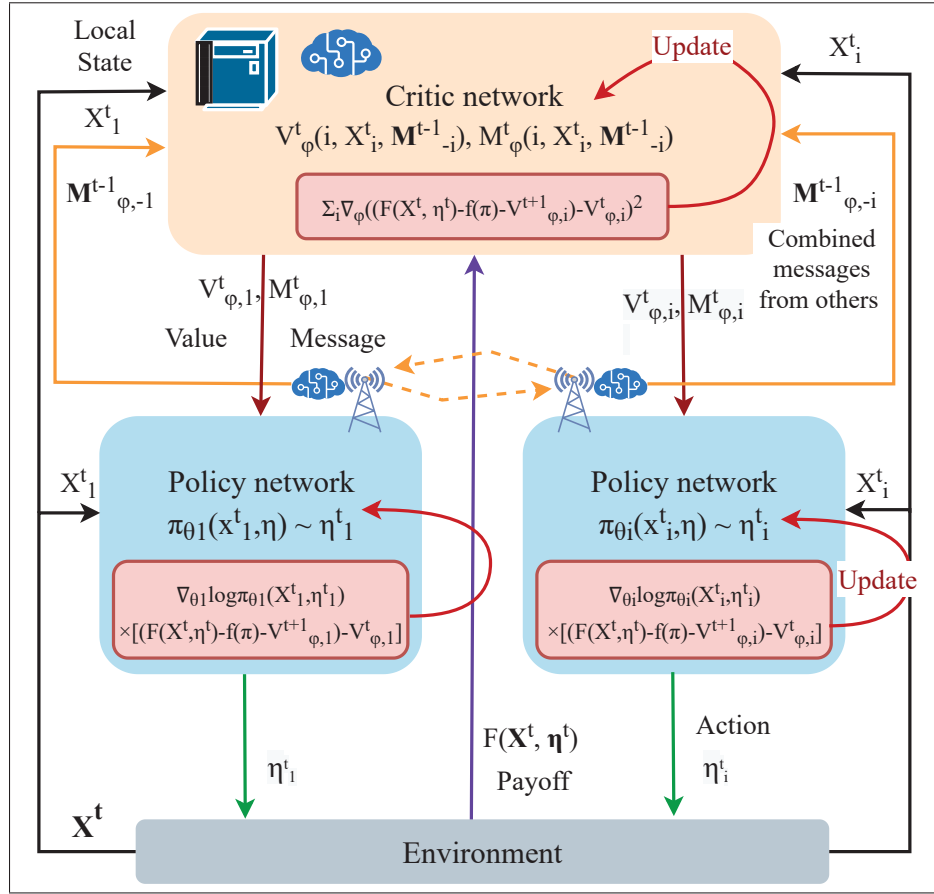 Local
State
X^t_1
Update
X^t_i
Critic network
V^t_φ(i, X^t_i, M^{t-1}_{-i}), M^t_φ(i, X^t_i, M^{t-1}_{-i})
M^{t-1}_{φ,-1}
M^{t-1}_{φ,-i}
Σ_i∇_φ((F(X^t, η^t)-f(π)-V^{t+1}_{φ,i})-V^t_{φ,i})^2
Combined
messages
from others
V^t_{φ,1}, M^t_{φ,1}
V^t_{φ,i}, M^t_{φ,i}
Value
Message
X^t_1
Policy network
π_{θ1}(x^t_1,η) ~ η^t_1
Policy network
π_{θi}(x^t_i,η) ~ η^t_i
X^t_i
Update
∇_{θ1}logπ_{θ1}(X^t_1,η^t_1)
×[(F(X^t,η^t)-f(π)-V^{t+1}_{φ,1})-V^t_{φ,1}]
∇_{θi}logπ_{θi}(X^t_i,η^t_i)
×[(F(X^t,η^t)-f(π)-V^{t+1}_{φ,i})-V^t_{φ,i}]
η^t_1
F(X^t, η^t)
Payoff
Action
η^t_i
X^t
Environment